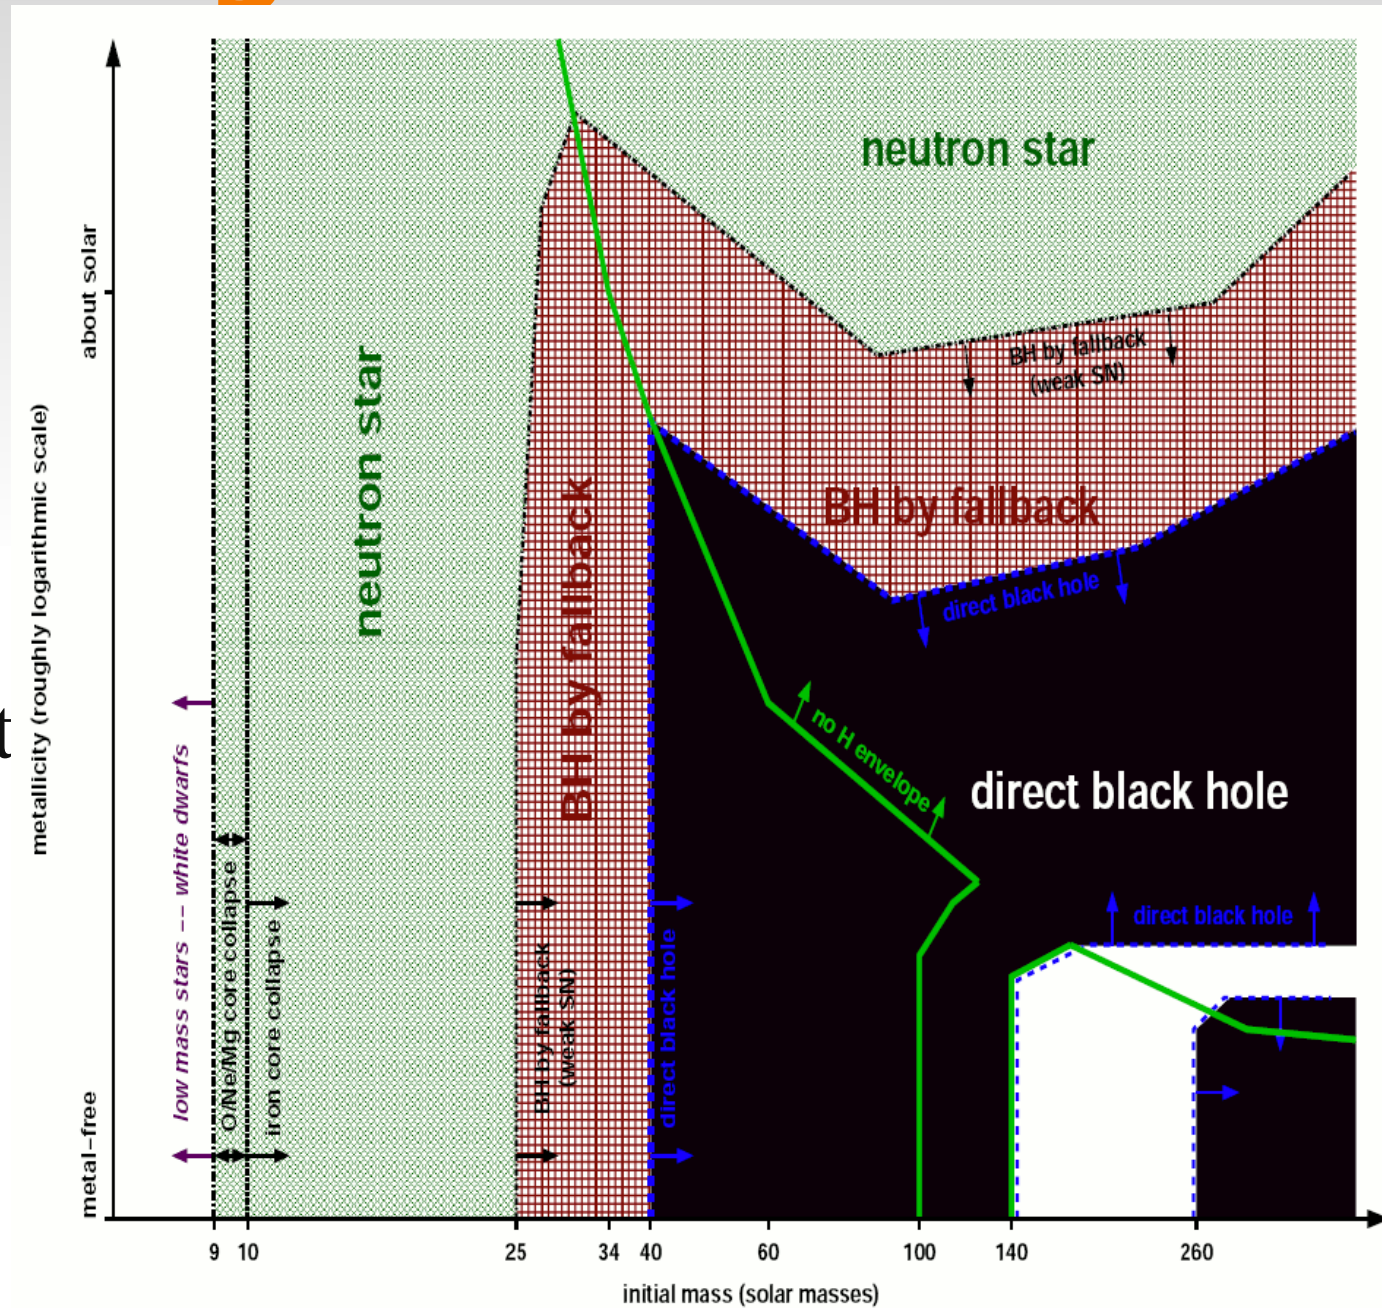 neutron star
about solar
BH by fallback
(weak SN)
neutron star
metallicity (roughly logarithmic scale)
BH by fallback
BH by fallback
direct black hole
t
no H envelope
direct black hole
low mass stars -- white dwarfs
O/Ne/Mg core collapse
iron core collapse
BH by fallback
(weak SN)
direct black hole
direct black hole
metal-free
9 10 25 34 40 60 100 140 260
initial mass (solar masses)